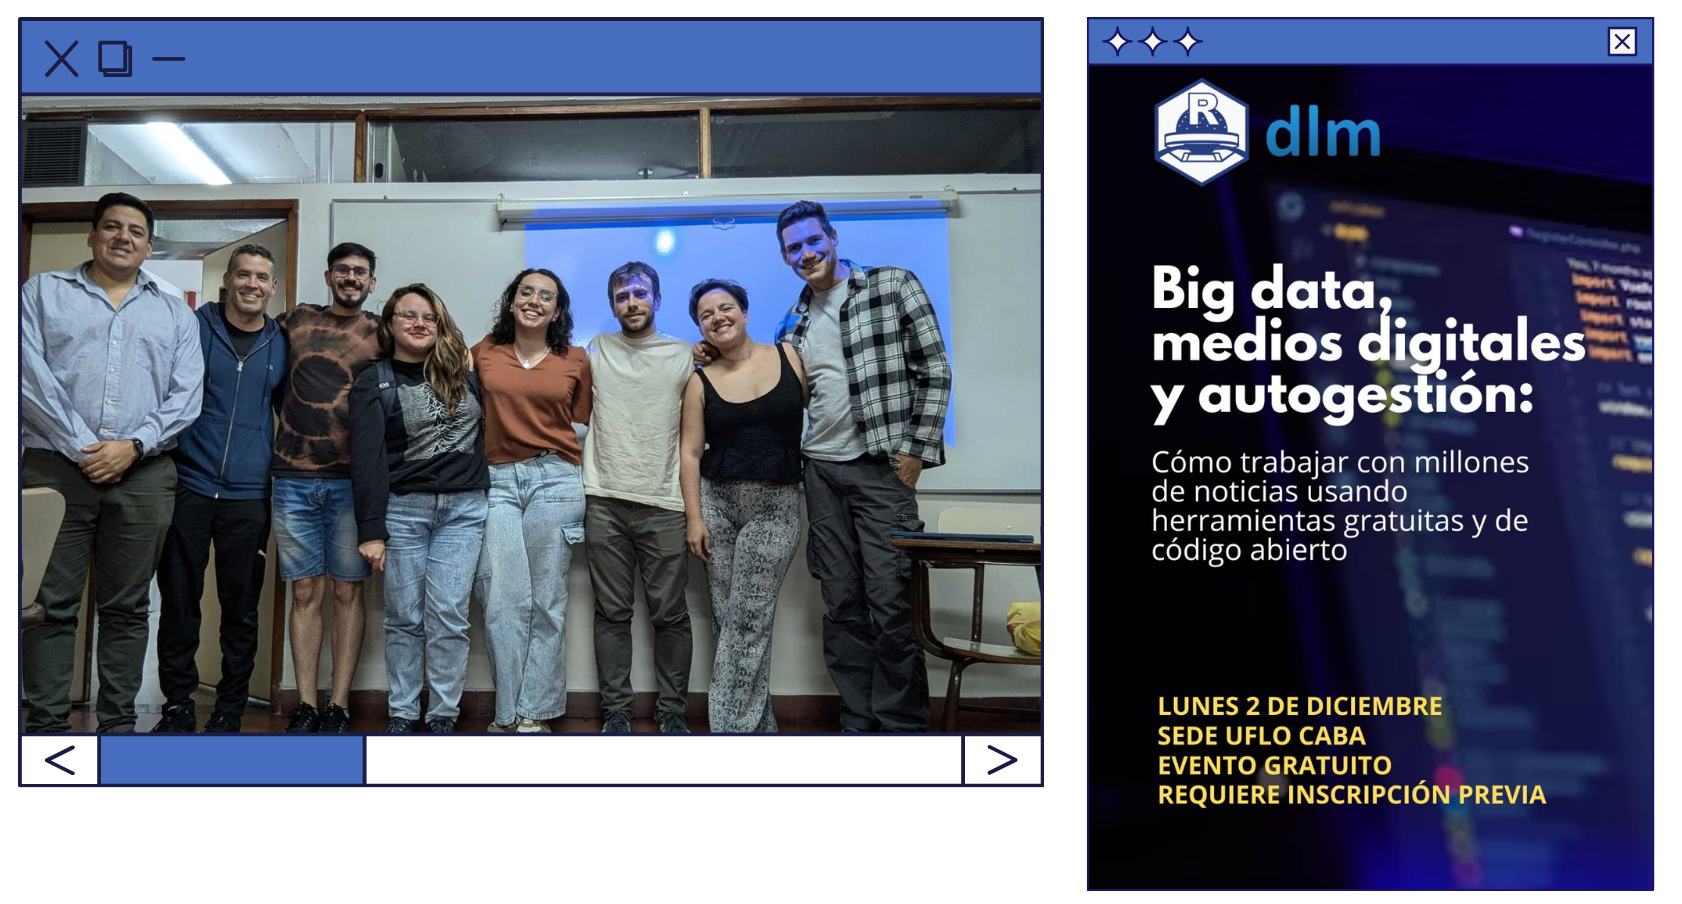 R
dlm
Big data,
medios digitales
y autogestión:
Cómo trabajar con millones
de noticias usando
herramientas gratuitas y de
código abierto
LUNES 2 DE DICIEMBRE
SEDE UFLO CABA
EVENTO GRATUITO
REQUIERE INSCRIPCIÓN PREVIA